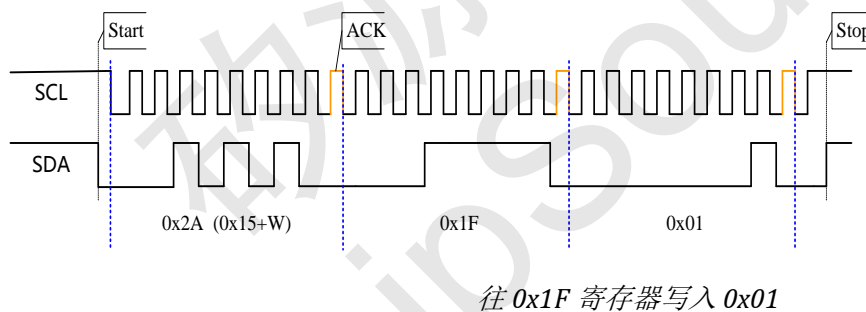 Start
ACK
Stop
SCL
SDA
0x2A (0x15+W)
0x1F
0x01
往 0x1F 寄存器写入 0x01